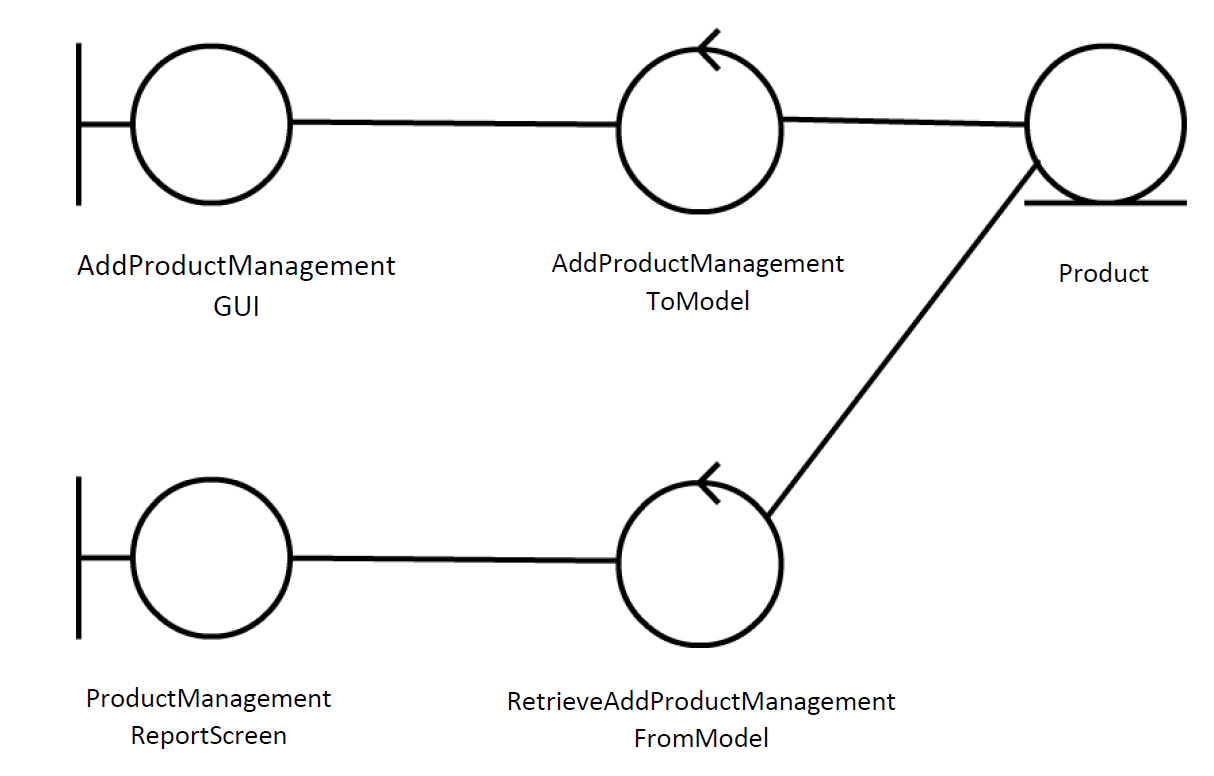 AddProductManagement
GUI
AddProductManagement
ToModel
Product
ProductManagement
ReportScreen
RetrieveAddProductManagement
FromModel